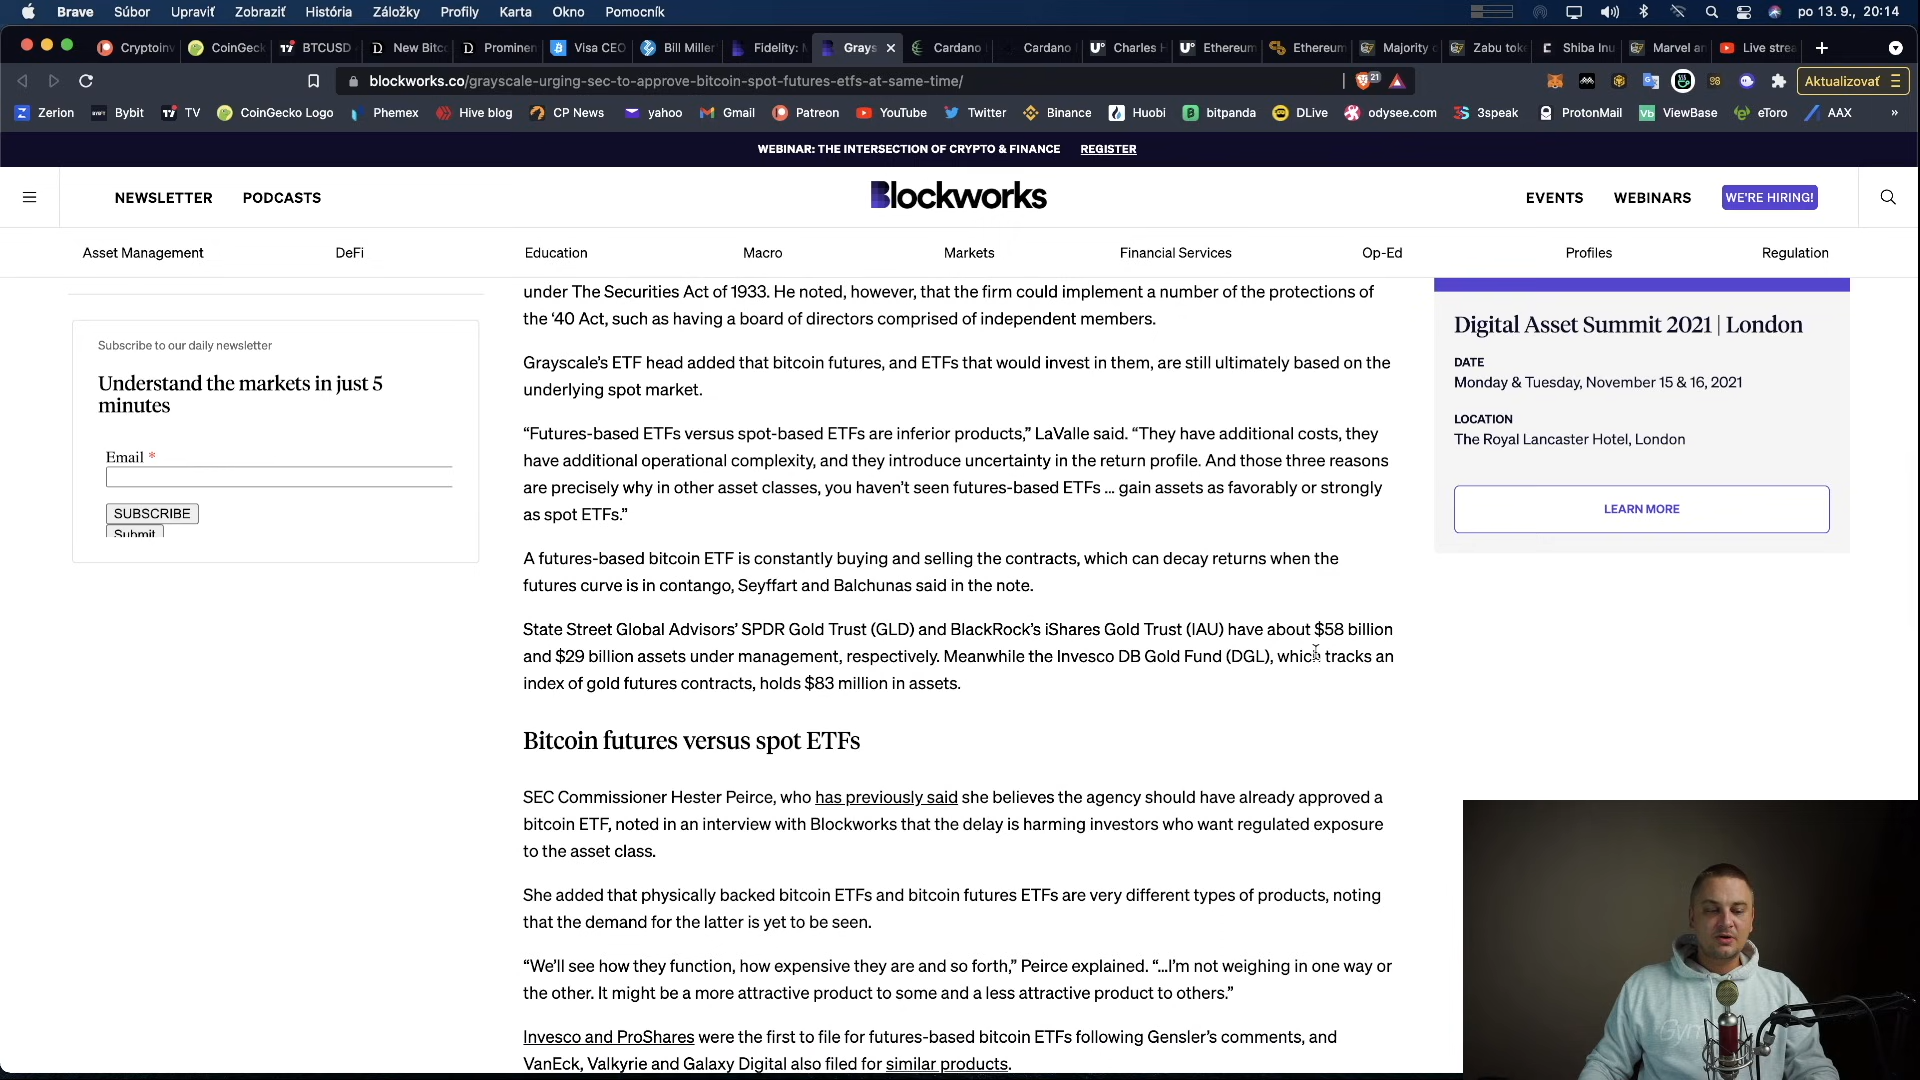 Brave Súbor Upraviť Zobraziť História Záložky Profily Karta Okno Pomocník po 13. 9., 20:14
Cryptoinv CoinGeck BTCUSD New Bitc Prominen Visa CEO Bill Miller Fidelity: Grays Cardano Cardano Charles Ethereum Ethereum Majority Zabu tok Shiba Inu Marvel an Live strea
blockworks.co/grayscale-urging-sec-to-approve-bitcoin-spot-futures-etfs-at-same-time/ 21 Aktualizovať
Zerion Bybit TV CoinGecko Logo Phemex Hive blog CP News yahoo Gmail Patreon YouTube Twitter Binance Huobi bitpanda DLive odysee.com 3speak ProtonMail ViewBase eToro AAX »
WEBINAR: THE INTERSECTION OF CRYPTO & FINANCE REGISTER
NEWSLETTER PODCASTS Blockworks EVENTS WEBINARS WE'RE HIRING!
Asset Management DeFi Education Macro Markets Financial Services Op-Ed Profiles Regulation
under The Securities Act of 1933. He noted, however, that the firm could implement a number of the protections of
the ‘40 Act, such as having a board of directors comprised of independent members.
Grayscale’s ETF head added that bitcoin futures, and ETFs that would invest in them, are still ultimately based on the
underlying spot market.
“Futures-based ETFs versus spot-based ETFs are inferior products,” LaValle said. “They have additional costs, they
have additional operational complexity, and they introduce uncertainty in the return profile. And those three reasons
are precisely why in other asset classes, you haven’t seen futures-based ETFs … gain assets as favorably or strongly
as spot ETFs.”
A futures-based bitcoin ETF is constantly buying and selling the contracts, which can decay returns when the
futures curve is in contango, Seyffart and Balchunas said in the note.
State Street Global Advisors’ SPDR Gold Trust (GLD) and BlackRock’s iShares Gold Trust (IAU) have about $58 billion
and $29 billion assets under management, respectively. Meanwhile the Invesco DB Gold Fund (DGL), which tracks an
index of gold futures contracts, holds $83 million in assets.
Bitcoin futures versus spot ETFs
SEC Commissioner Hester Peirce, who has previously said she believes the agency should have already approved a
bitcoin ETF, noted in an interview with Blockworks that the delay is harming investors who want regulated exposure
to the asset class.
She added that physically backed bitcoin ETFs and bitcoin futures ETFs are very different types of products, noting
that the demand for the latter is yet to be seen.
“We’ll see how they function, how expensive they are and so forth,” Peirce explained. “…I’m not weighing in one way or
the other. It might be a more attractive product to some and a less attractive product to others.”
Invesco and ProShares were the first to file for futures-based bitcoin ETFs following Gensler’s comments, and
VanEck, Valkyrie and Galaxy Digital also filed for similar products.
Subscribe to our daily newsletter
Understand the markets in just 5
minutes
Email *
SUBSCRIBE
Submit
Digital Asset Summit 2021 | London
DATE
Monday & Tuesday, November 15 & 16, 2021
LOCATION
The Royal Lancaster Hotel, London
LEARN MORE